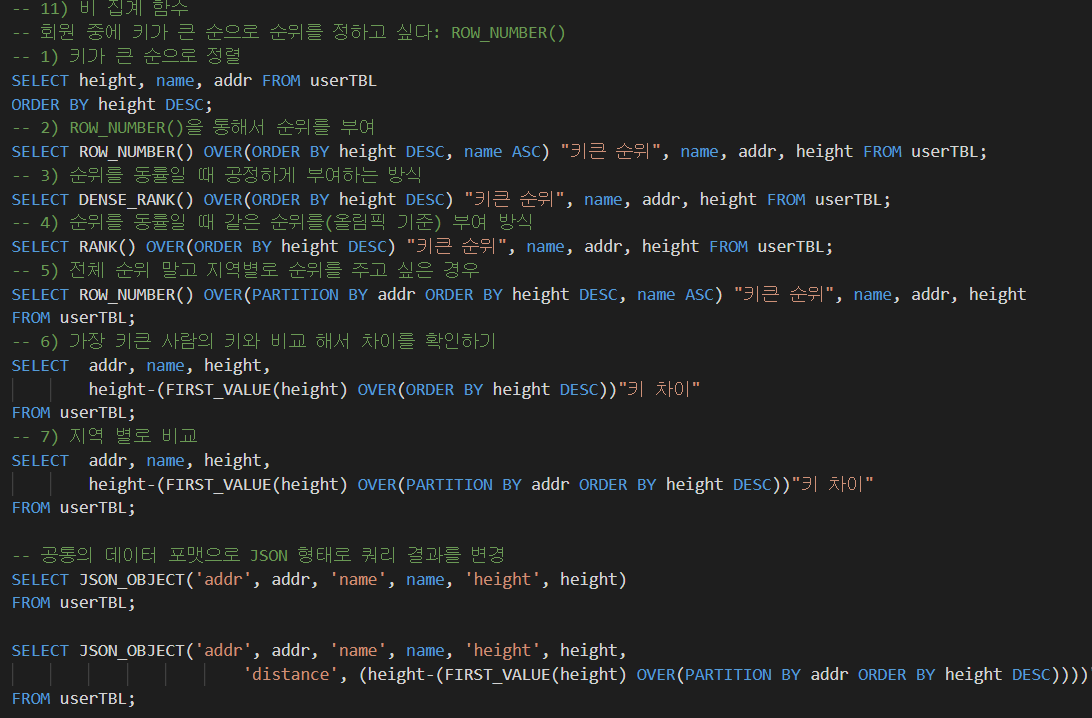 -- 11) 비 집계 함수
-- 회원 중에 키가 큰 순으로 순위를 정하고 싶다: ROW_NUMBER()
-- 1) 키가 큰 순으로 정렬
SELECT height, name, addr FROM userTBL
ORDER BY height DESC;
-- 2) ROW_NUMBER()을 통해서 순위를 부여
SELECT ROW_NUMBER() OVER(ORDER BY height DESC, name ASC) "키큰 순위", name, addr, height FROM userTBL;
-- 3) 순위를 동률일 때 공정하게 부여하는 방식
SELECT DENSE_RANK() OVER(ORDER BY height DESC) "키큰 순위", name, addr, height FROM userTBL;
-- 4) 순위를 동률일 때 같은 순위를(올림픽 기준) 부여 방식
SELECT RANK() OVER(ORDER BY height DESC) "키큰 순위", name, addr, height FROM userTBL;
-- 5) 전체 순위 말고 지역별로 순위를 주고 싶은 경우
SELECT ROW_NUMBER() OVER(PARTITION BY addr ORDER BY height DESC, name ASC) "키큰 순위", name, addr, height
FROM userTBL;
-- 6) 가장 키큰 사람의 키와 비교 해서 차이를 확인하기
SELECT  addr, name, height,
height-(FIRST_VALUE(height) OVER(ORDER BY height DESC))"키 차이"
FROM userTBL;
-- 7) 지역 별로 비교
SELECT  addr, name, height,
height-(FIRST_VALUE(height) OVER(PARTITION BY addr ORDER BY height DESC))"키 차이"
FROM userTBL;
-- 공통의 데이터 포맷으로 JSON 형태로 쿼리 결과를 변경
SELECT JSON_OBJECT('addr', addr, 'name', name, 'height', height)
FROM userTBL;
SELECT JSON_OBJECT('addr', addr, 'name', name, 'height', height,
'distance', (height-(FIRST_VALUE(height) OVER(PARTITION BY addr ORDER BY height DESC))))
FROM userTBL;